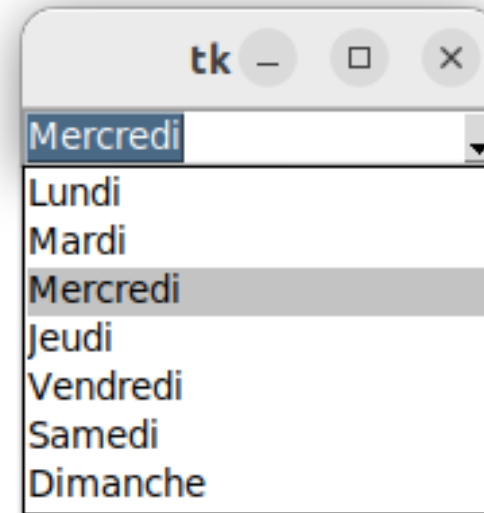 tk
Mercredi
Lundi
Mardi
Mercredi
Jeudi
Vendredi
Samedi
Dimanche